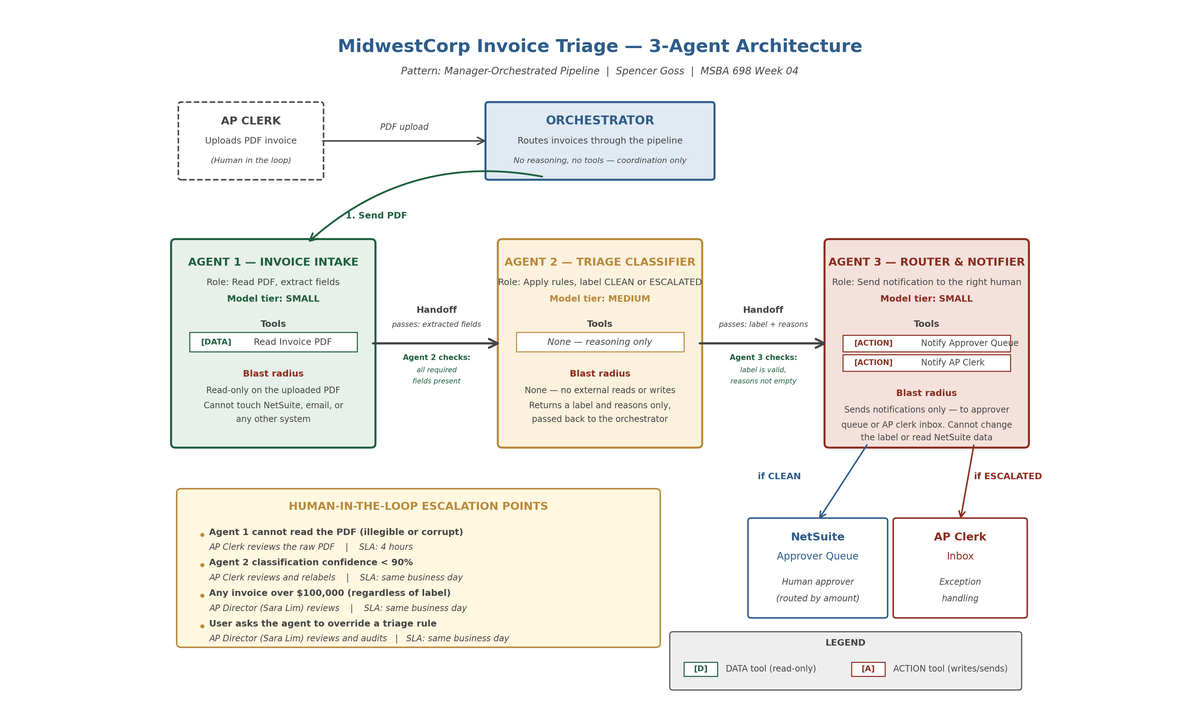 MidwestCorp Invoice Triage — 3-Agent Architecture
Pattern: Manager-Orchestrated Pipeline | Spencer Goss | MSBA 698 Week 04
AP CLERK
Uploads PDF invoice
(Human in the loop)
PDF upload
ORCHESTRATOR
Routes invoices through the pipeline
No reasoning, no tools — coordination only
1. Send PDF
AGENT 1 — INVOICE INTAKE
Role: Read PDF, extract fields
Model tier: SMALL
Tools
[DATA] Read Invoice PDF
Blast radius
Read-only on the uploaded PDF
Cannot touch NetSuite, email, or
any other system
Handoff
passes: extracted fields
Agent 2 checks:
all required
fields present
AGENT 2 — TRIAGE CLASSIFIER
Role: Apply rules, label CLEAN or ESCALATED
Model tier: MEDIUM
Tools
None — reasoning only
Blast radius
None — no external reads or writes
Returns a label and reasons only,
passed back to the orchestrator
Handoff
passes: label + reasons
Agent 3 checks:
label is valid,
reasons not empty
AGENT 3 — ROUTER & NOTIFIER
Role: Send notification to the right human
Model tier: SMALL
Tools
[ACTION] Notify Approver Queue
[ACTION] Notify AP Clerk
Blast radius
Sends notifications only — to approver
queue or AP clerk inbox. Cannot change
the label or read NetSuite data
if CLEAN
if ESCALATED
NetSuite
Approver Queue
Human approver
(routed by amount)
AP Clerk
Inbox
Exception
handling
HUMAN-IN-THE-LOOP ESCALATION POINTS
• Agent 1 cannot read the PDF (illegible or corrupt)
AP Clerk reviews the raw PDF | SLA: 4 hours
• Agent 2 classification confidence < 90%
AP Clerk reviews and relabels | SLA: same business day
• Any invoice over $100,000 (regardless of label)
AP Director (Sara Lim) reviews | SLA: same business day
• User asks the agent to override a triage rule
AP Director (Sara Lim) reviews and audits | SLA: same business day
LEGEND
[D] DATA tool (read-only)
[A] ACTION tool (writes/sends)